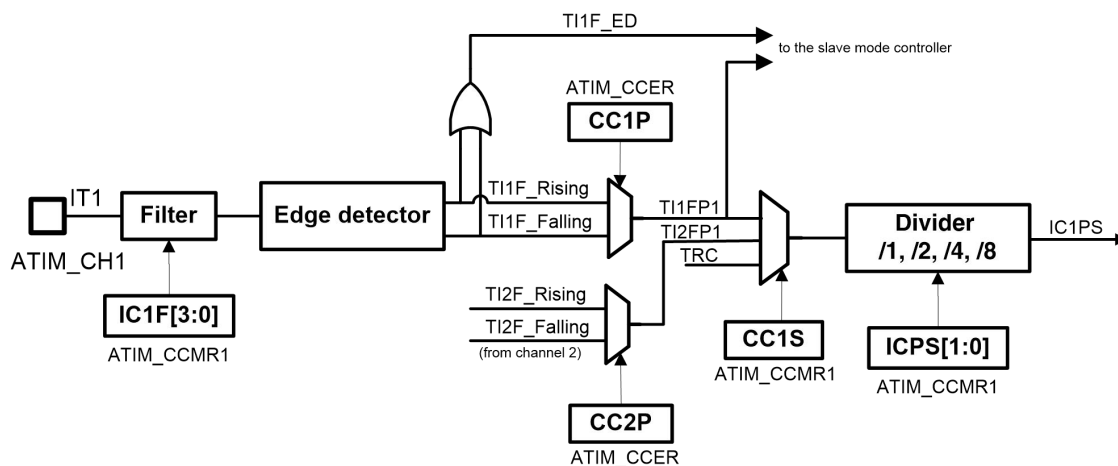 TI1F_ED
to the slave mode controller
ATIM_CCER
CC1P
IT1
Filter
Edge detector
TI1F_Rising
TI1F_Falling
TI1FP1
TI2FP1
TRC
Divider
/1, /2, /4, /8
IC1PS
ATIM_CH1
IC1F[3:0]
ATIM_CCMR1
TI2F_Rising
TI2F_Falling
(from channel 2)
CC1S
ATIM_CCMR1
ICPS[1:0]
ATIM_CCMR1
CC2P
ATIM_CCER